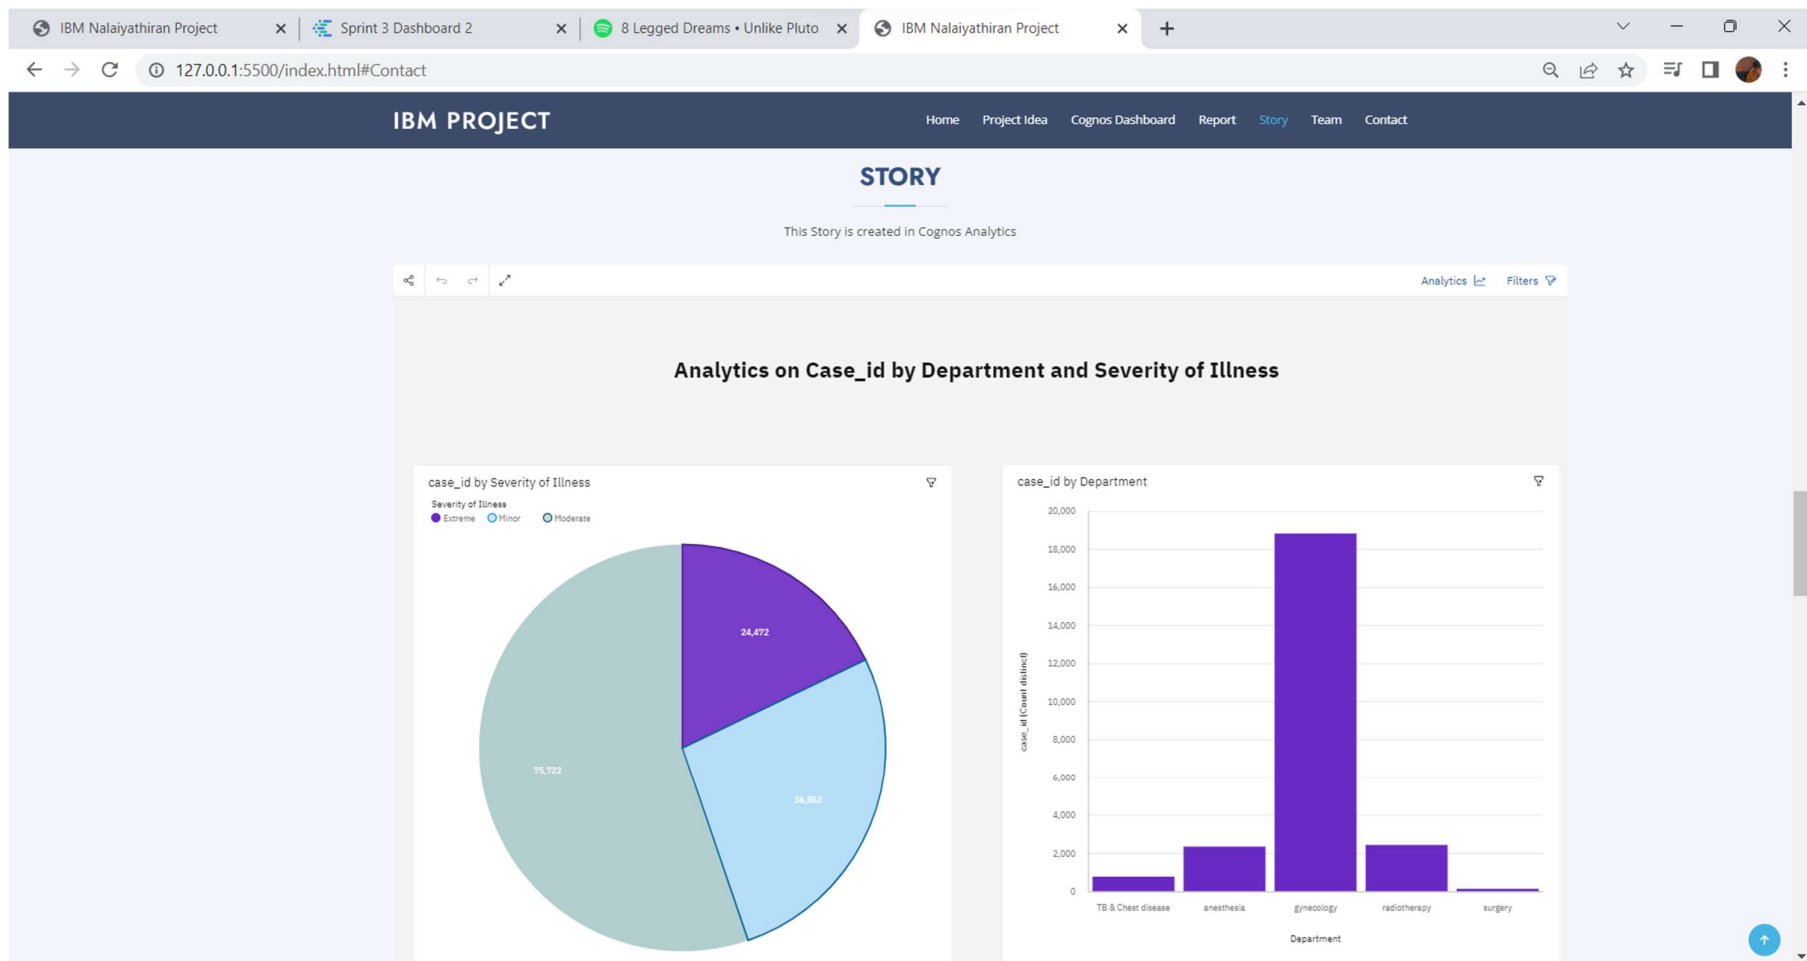 IBM Nalaiyathiran Project
Sprint 3 Dashboard 2
8 Legged Dreams • Unlike Pluto
IBM Nalaiyathiran Project
127.0.0.1:5500/index.html#Contact
IBM PROJECT
Home
Project Idea
Cognos Dashboard
Report
Story
Team
Contact
STORY
This Story is created in Cognos Analytics
Analytics
Filters
Analytics on Case_id by Department and Severity of Illness
case_id by Severity of Illness
Severity of Illness
Extreme
Minor
Moderate
24,472
75,722
36,863
case_id by Department
20,000
18,000
16,000
14,000
12,000
10,000
8,000
6,000
4,000
2,000
0
case_id (Count distinct)
TB & Chest disease
anesthesia
gynecology
radiotherapy
surgery
Department